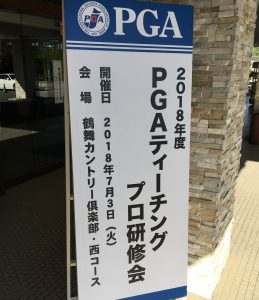 PGA
2018年度
PGAティーチング
プロ研修会
開催日 2018年7月3日(火)
会場 鶴舞カントリー倶楽部・西コース